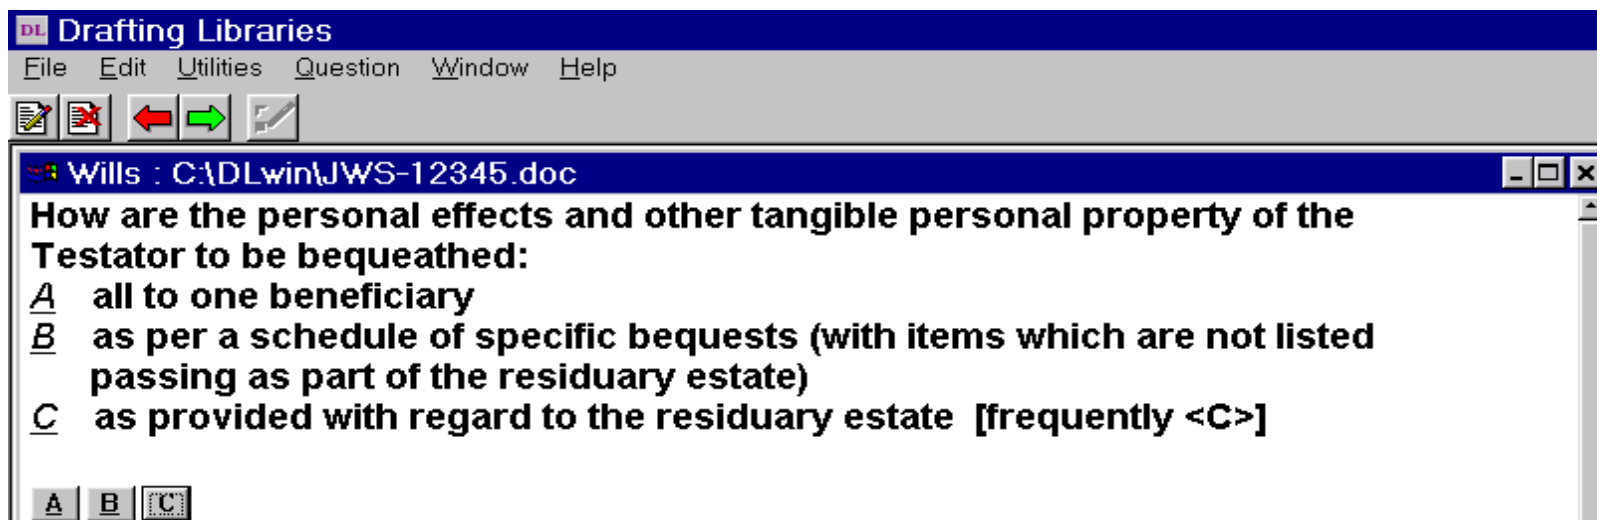 DL Drafting Libraries
File Edit Utilities Question Window Help
Wills : C:\DLwin\JWS-12345.doc
How are the personal effects and other tangible personal property of the
Testator to be bequeathed:
A all to one beneficiary
B as per a schedule of specific bequests (with items which are not listed
passing as part of the residuary estate)
C as provided with regard to the residuary estate [frequently <C>]
A B C